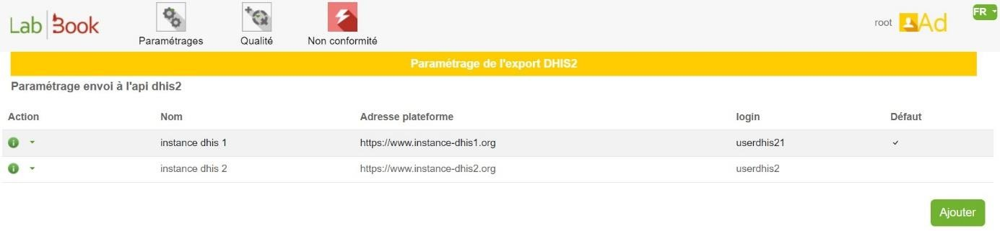 Lab Book
Paramétrages Qualité Non conformité
root Ad
FR
Paramétrage de l'export DHIS2
Paramétrage envoi à l'api dhis2
Action Nom Adresse plateforme login Défaut
instance dhis 1 https://www.instance-dhis1.org userdhis21
instance dhis 2 https://www.instance-dhis2.org userdhis2
Ajouter